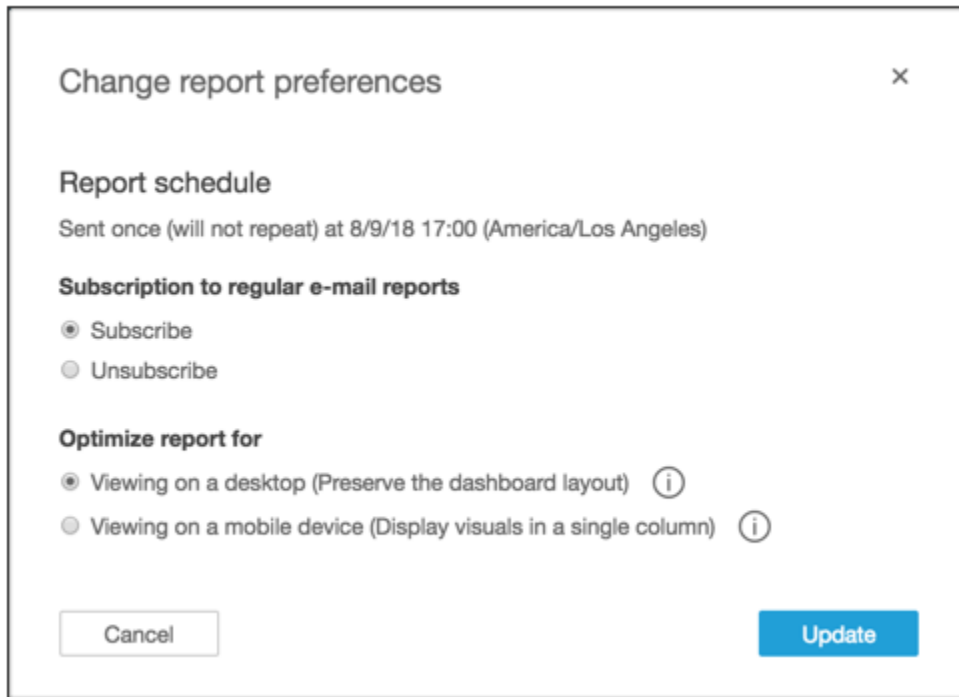 Change report preferences
Report schedule
Sent once (will not repeat) at 8/9/18 17:00 (America/Los Angeles)
Subscription to regular e-mail reports
Subscribe
Unsubscribe
Optimize report for
Viewing on a desktop (Preserve the dashboard layout)
Viewing on a mobile device (Display visuals in a single column)
Cancel Update